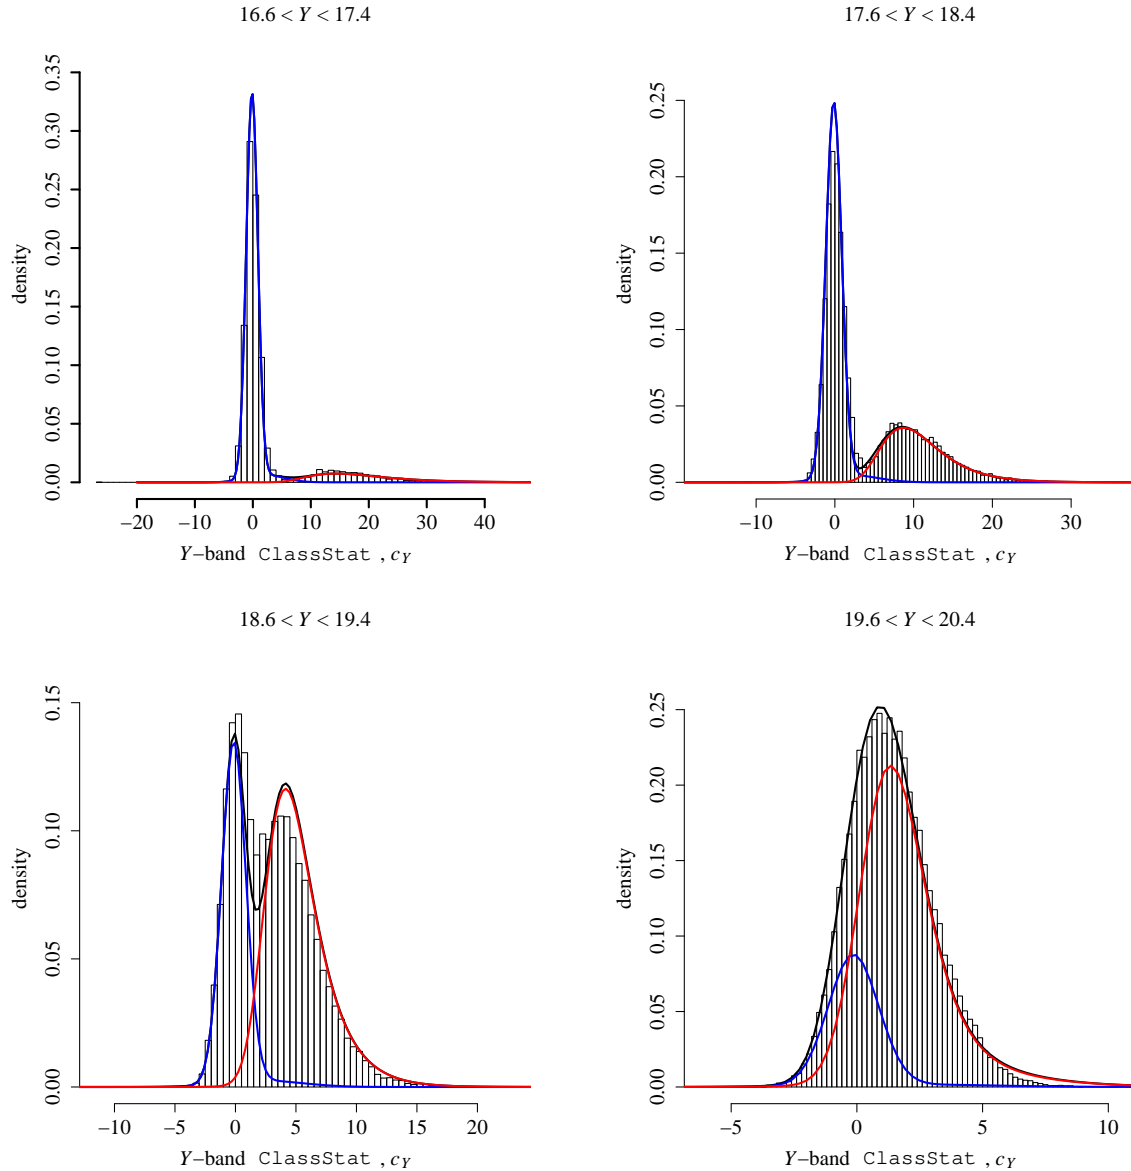 16.6 < Y < 17.4
density
0.00 0.05 0.10 0.15 0.20 0.25 0.30 0.35
−20 −10 0 10 20 30 40
Y−band ClassStat , cY
17.6 < Y < 18.4
density
0.00 0.05 0.10 0.15 0.20 0.25
−10 0 10 20 30
Y−band ClassStat , cY
18.6 < Y < 19.4
density
0.00 0.05 0.10 0.15
−10 −5 0 5 10 15 20
Y−band ClassStat , cY
19.6 < Y < 20.4
density
0.00 0.05 0.10 0.15 0.20 0.25
−5 0 5 10
Y−band ClassStat , cY